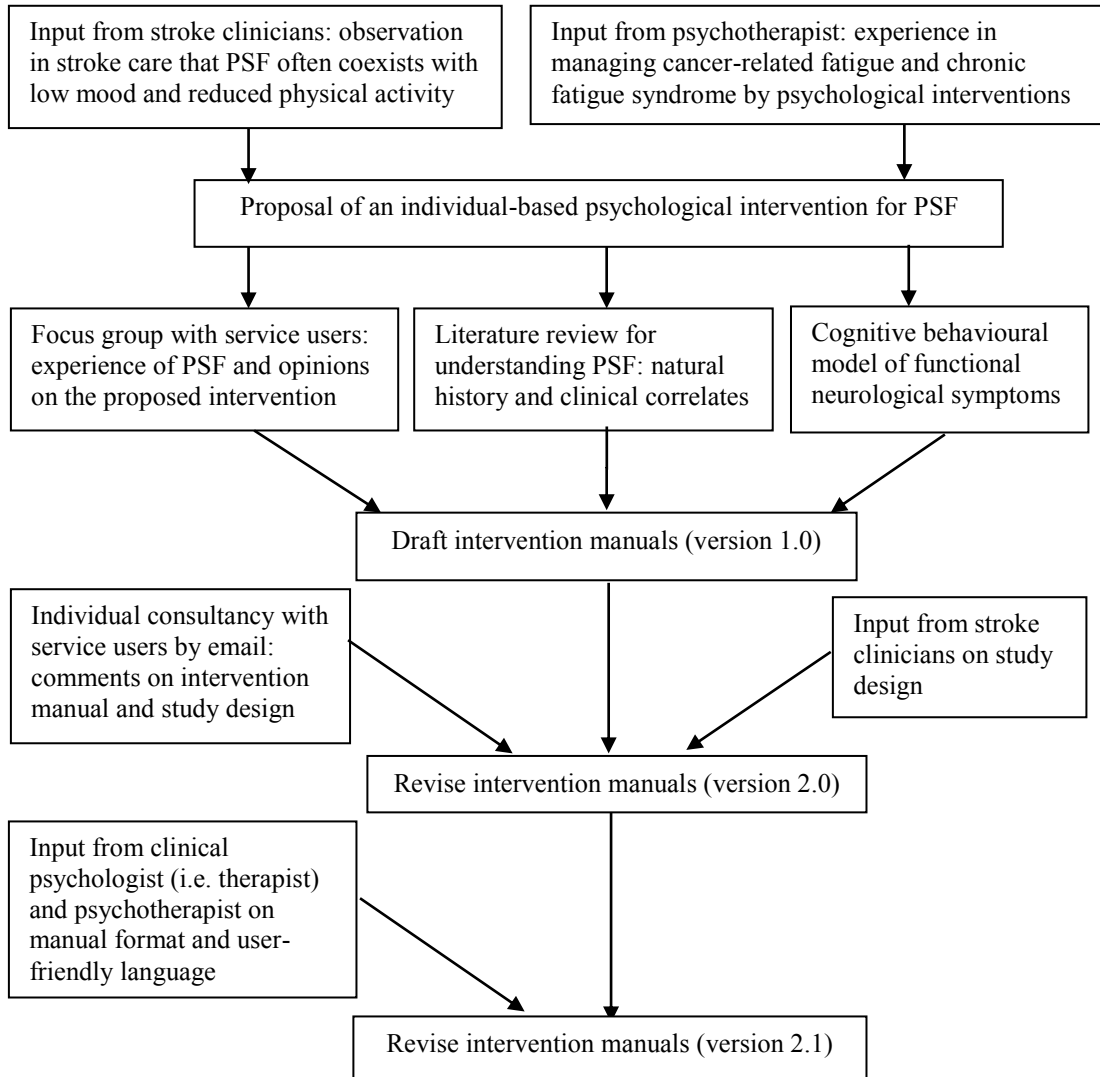 Input from stroke clinicians: observation
in stroke care that PSF often coexists with
low mood and reduced physical activity
Input from psychotherapist: experience in
managing cancer-related fatigue and chronic
fatigue syndrome by psychological interventions
Proposal of an individual-based psychological intervention for PSF
Focus group with service users:
experience of PSF and opinions
on the proposed intervention
Literature review for
understanding PSF: natural
history and clinical correlates
Cognitive behavioural
model of functional
neurological symptoms
Draft intervention manuals (version 1.0)
Individual consultancy with
service users by email:
comments on intervention
manual and study design
Input from stroke
clinicians on study
design
Revise intervention manuals (version 2.0)
Input from clinical
psychologist (i.e. therapist)
and psychotherapist on
manual format and user-
friendly language
Revise intervention manuals (version 2.1)